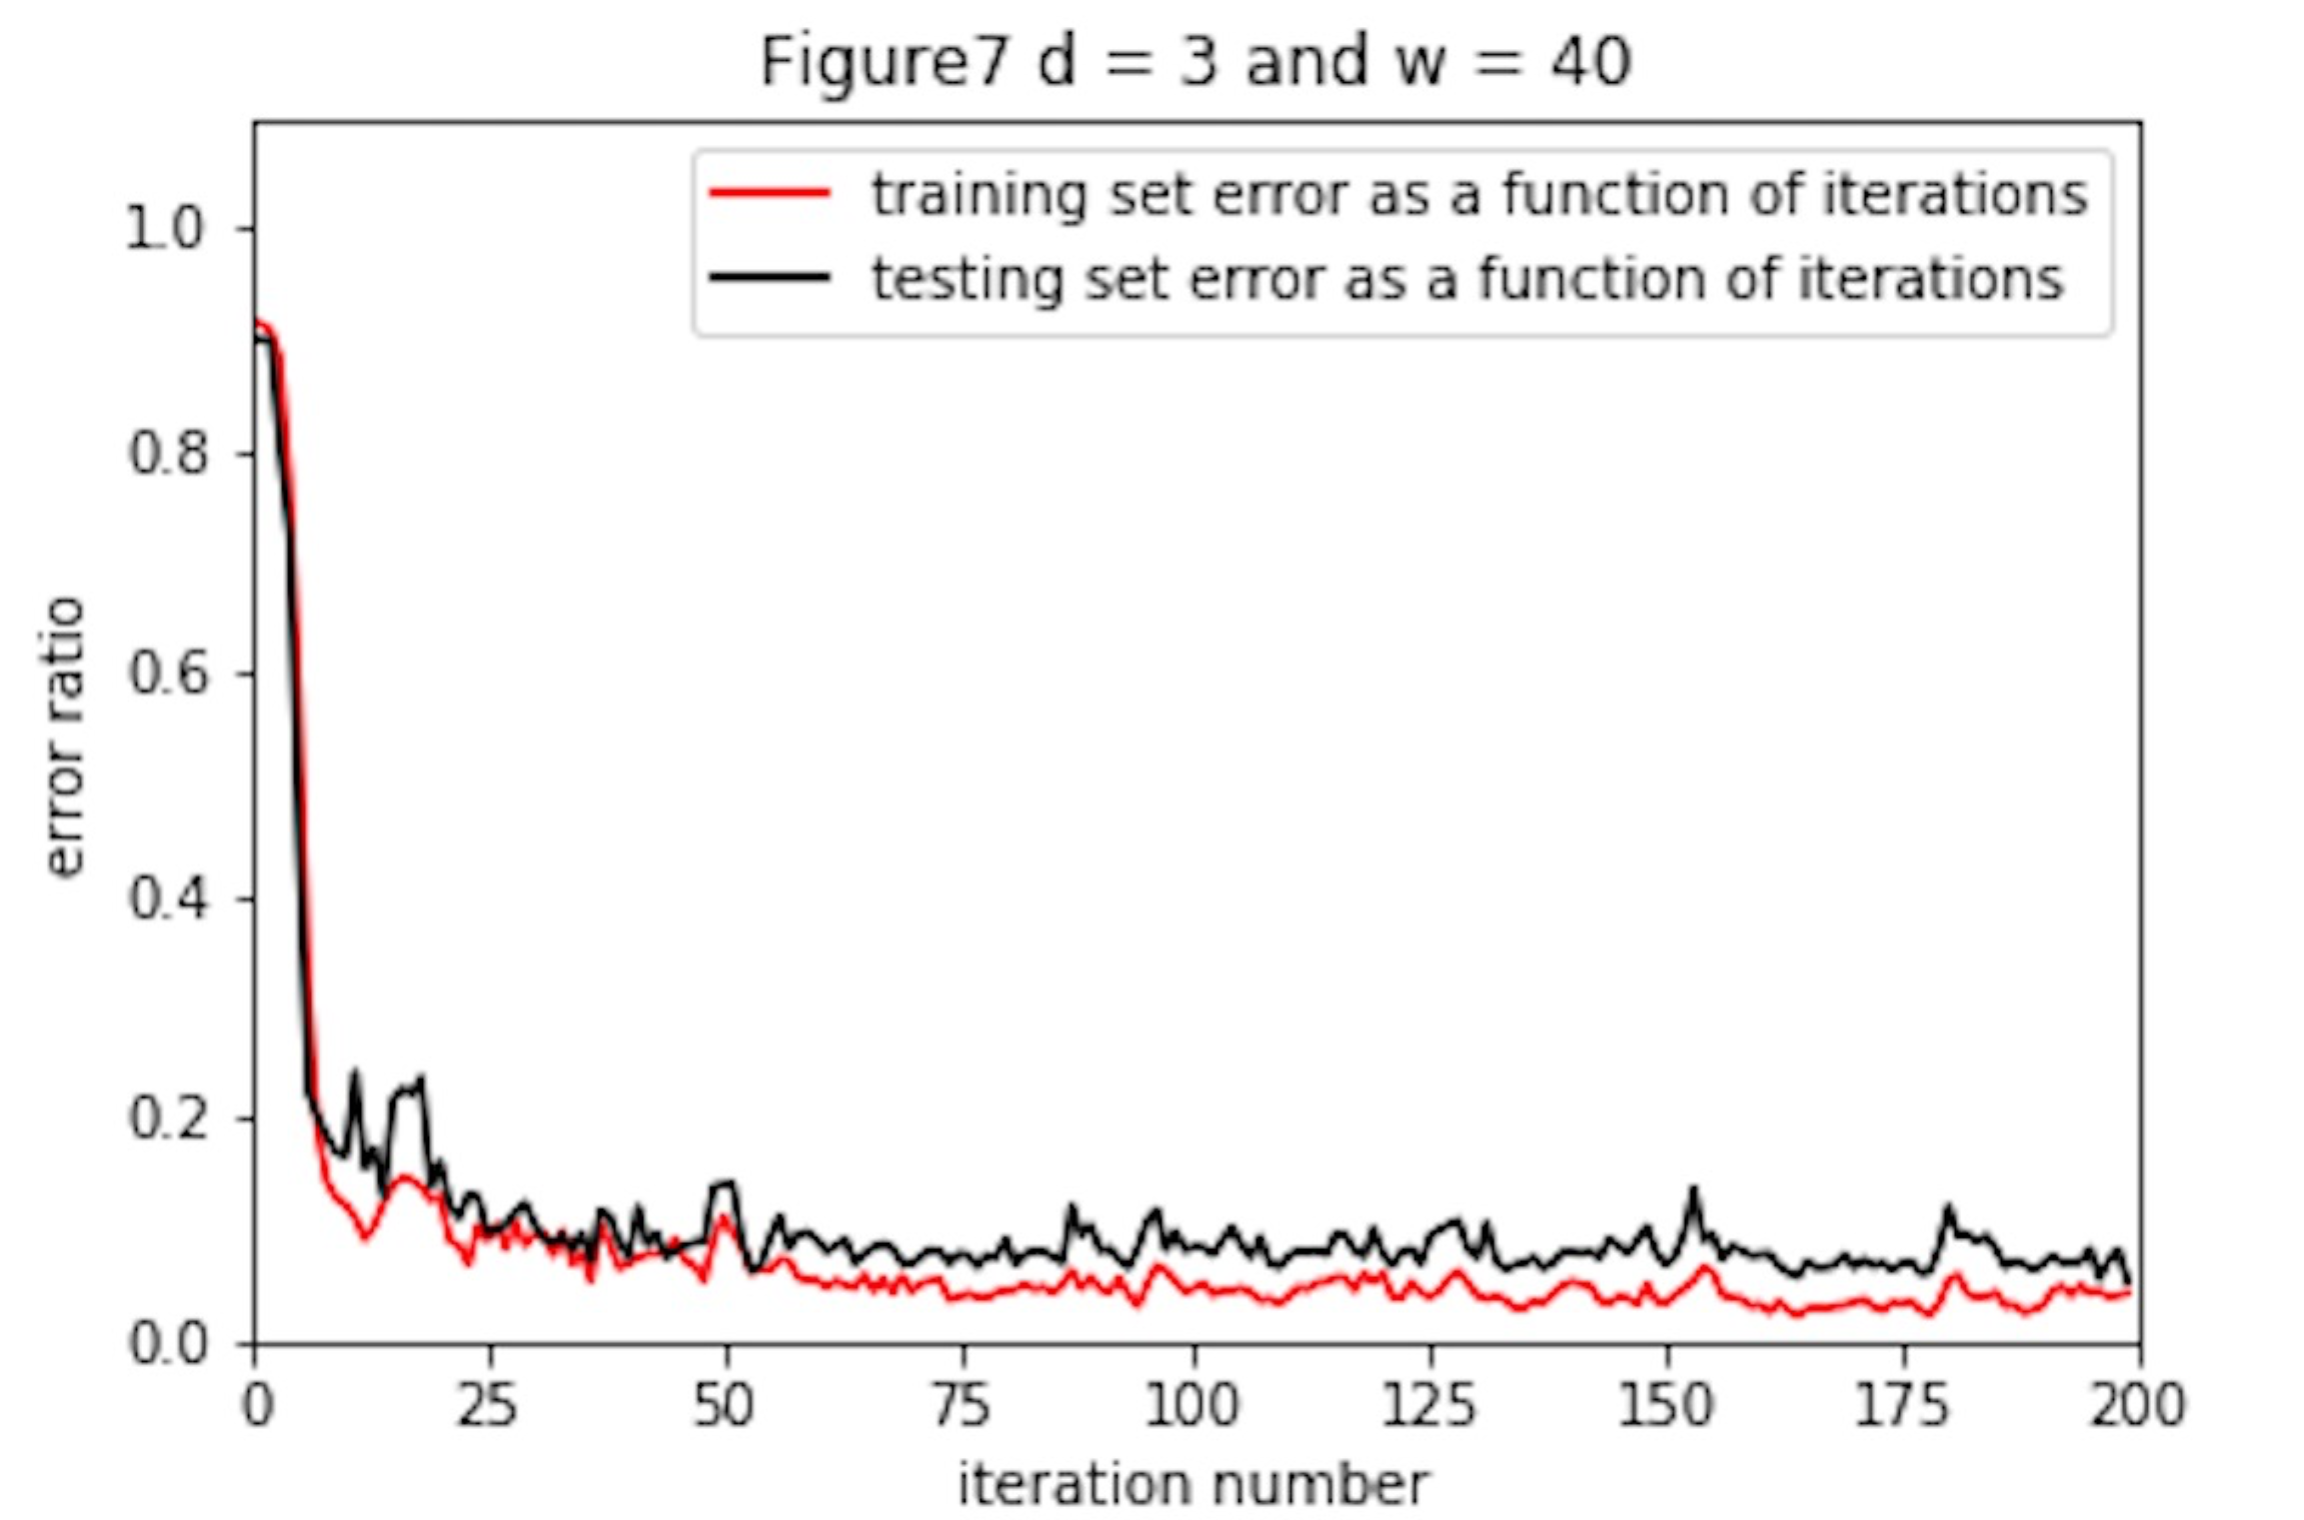 Figure7 d = 3 and w = 40
training set error as a function of iterations
testing set error as a function of iterations
error ratio
1.0
0.8
0.6
0.4
0.2
0.0
0 25 50 75 100 125 150 175 200
iteration number